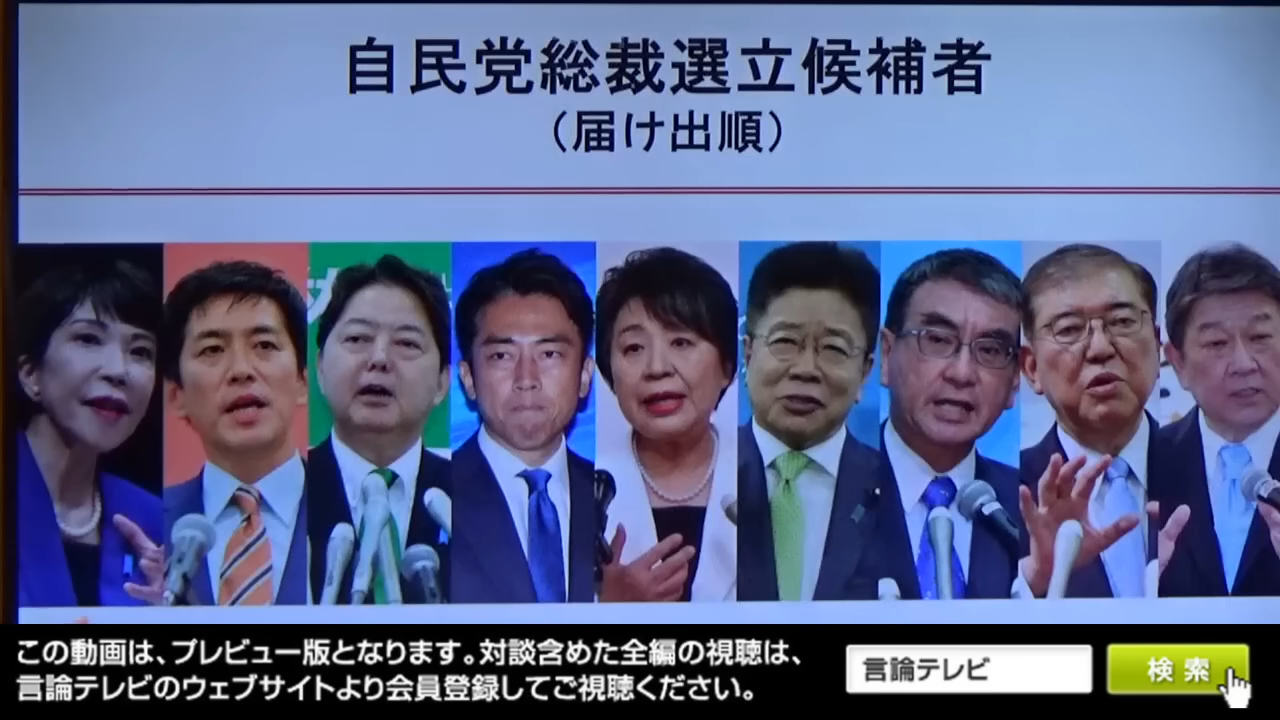 自民党総裁選立候補者
（届け出順）
この動画は、プレビュー版となります。対談含めた全編の視聴は、
言論テレビのウェブサイトより会員登録してご視聴ください。
言論テレビ
検索